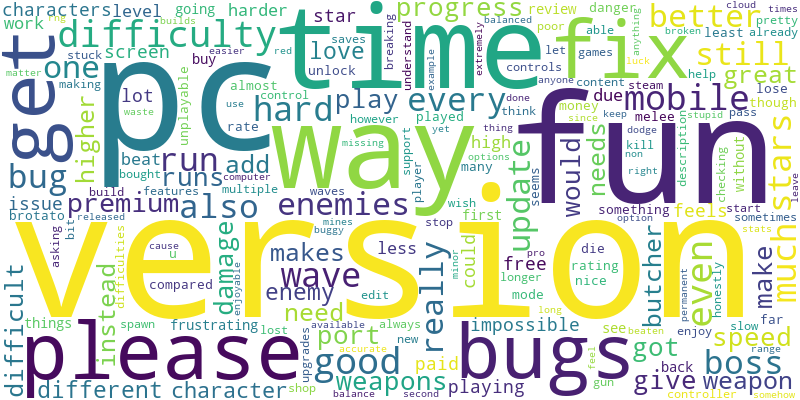 characters level going harder star progress review danger cloud times
work rng builds difficulty screen love saves breaking understand extremely poor let able balanced games pretty broken already
one stuck buy unlock example controls fix better least
get pc time anyone anything luck still
making lot almost control hard play every think done content steam help great
unplayable however played yet due mobile money lose though
higher rate use missing thing melee since pass
matter beat run way options dodge keep stupid
waste bought computer support high fun kill non
bug add player many needs right description checking without stars
issue build features runs multiple waves wish update would
brotato released premium also enemies first seems something feels start leave
bit damage mines stop sometimes option
asking difficulties cause makes less could pro die butcher even much stats
u buggy really free rating make
compared wave longer nice permanent honestly
difficult instead enjoyable enemy edit minor mode far
version
things spawn frustrating lost need available always impossible see long enjoy slow speed
please upgrades port new bugs beaten range
accurate good paid got back boss
different character shop weapons playing feel gun give weapon
balance second red easier controller somehow